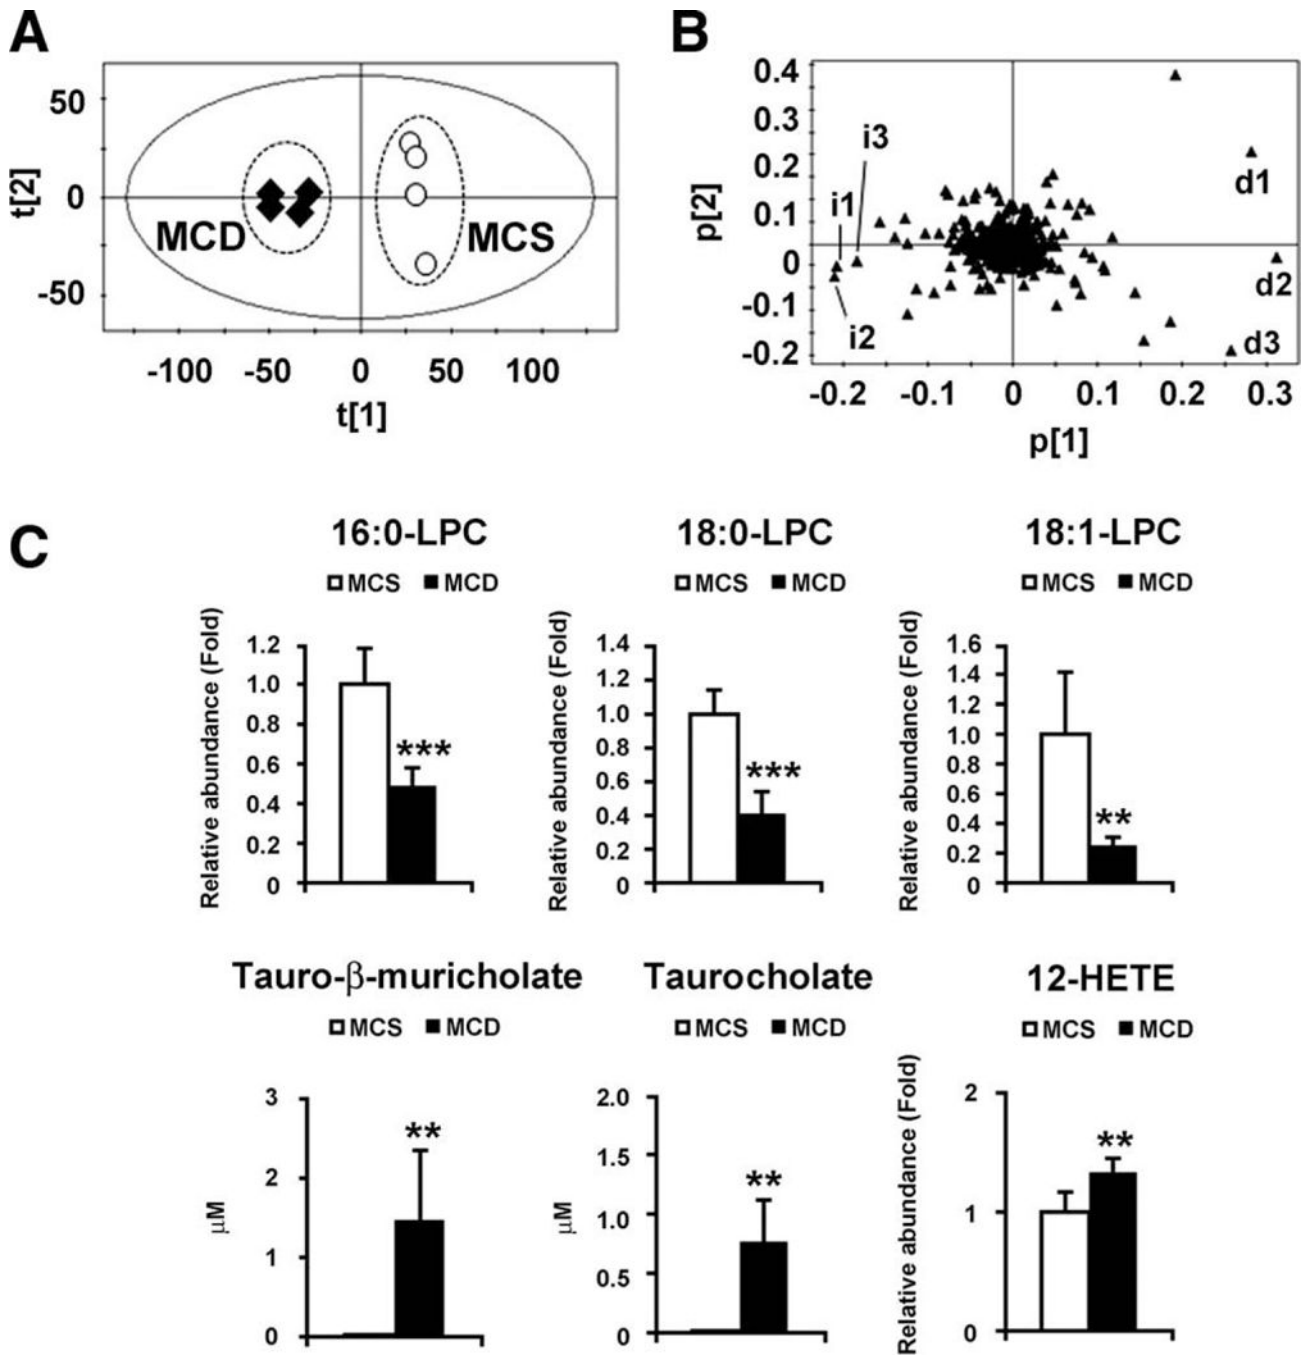 A
50
0
-50
t[2]
MCD
MCS
-100 -50 0 50 100
t[1]
B
0.4
0.3
0.2
0.1
0
-0.1
-0.2
p[2]
i3
i1
i2
d1
d2
d3
-0.2 -0.1 0 0.1 0.2 0.3
p[1]
C
16:0-LPC
MCS MCD
Relative abundance (Fold)
1.2
1.0
0.8
0.6
0.4
0.2
0
***
18:0-LPC
MCS MCD
Relative abundance (Fold)
1.4
1.2
1.0
0.8
0.6
0.4
0.2
0
***
18:1-LPC
MCS MCD
Relative abundance (Fold)
1.6
1.4
1.2
1.0
0.8
0.6
0.4
0.2
0
**
Tauro-β-muricholate
MCS MCD
μM
3
2
1
0
**
Taurocholate
MCS MCD
μM
2.0
1.5
1.0
0.5
0
**
12-HETE
MCS MCD
Relative abundance (Fold)
2
1
0
**